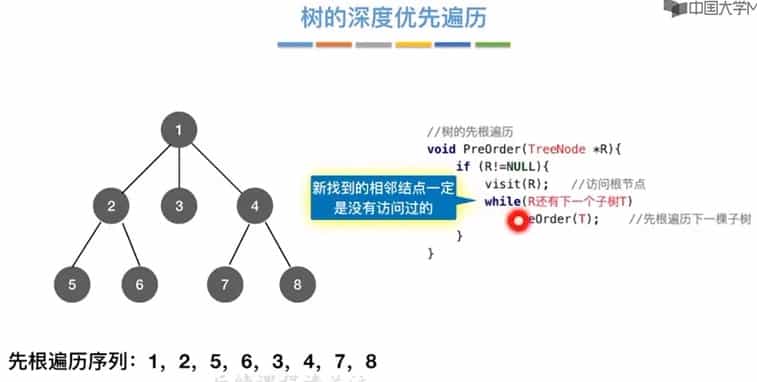 中国大学M
树的深度优先遍历
1
2
3
4
5
6
7
8
//树的先根遍历
void PreOrder(TreeNode *R){
if (R!=NULL){
visit(R); //访问根节点
while(R还有下一个子树T)
eOrder(T); //先根遍历下一棵子树
}
}
新找到的相邻结点一定
是没有访问过的
先根遍历序列：1，2，5，6，3，4，7，8